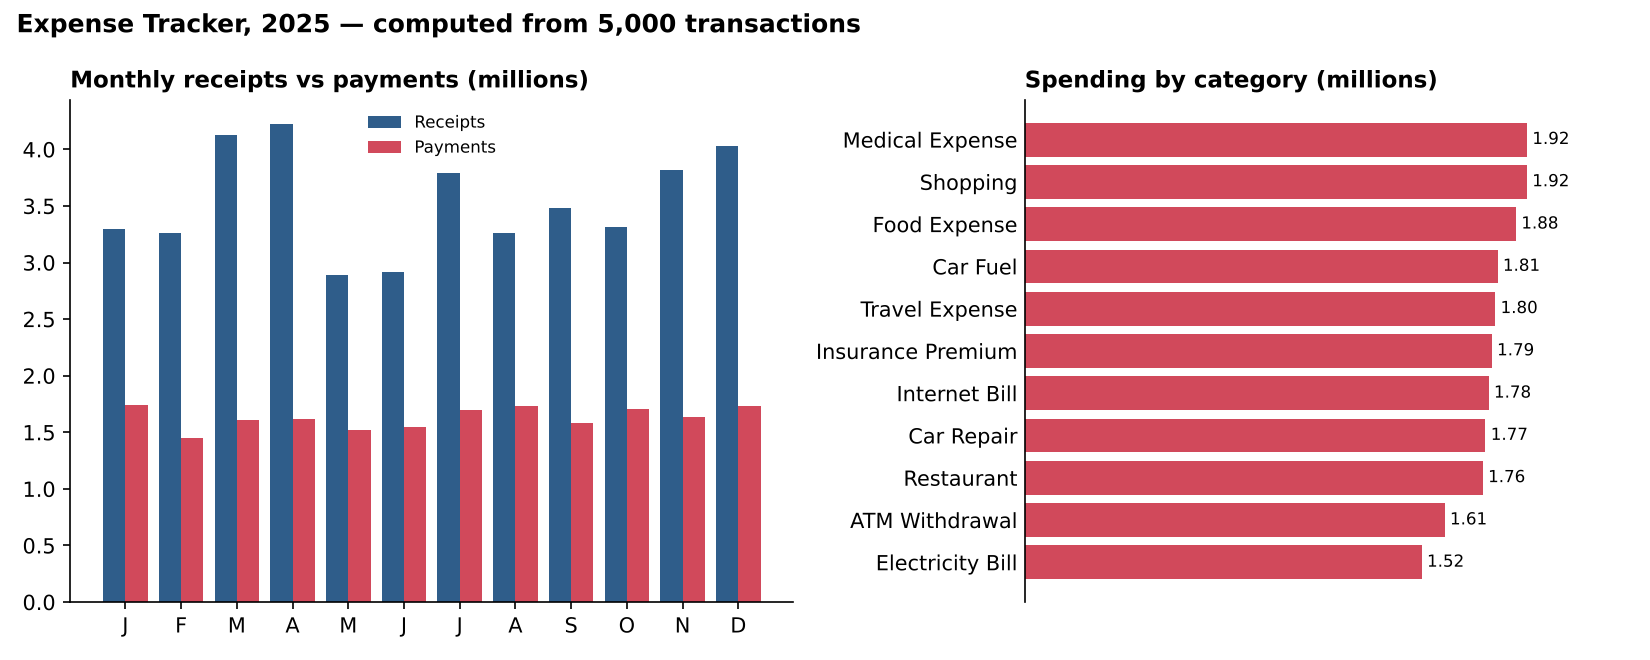 Expense Tracker, 2025 — computed from 5,000 transactions
Monthly receipts vs payments (millions)
Receipts
Payments
4.0
3.5
3.0
2.5
2.0
1.5
1.0
0.5
0.0
J F M A M J J A S O N D
Spending by category (millions)
Medical Expense 1.92
Shopping 1.92
Food Expense 1.88
Car Fuel 1.81
Travel Expense 1.80
Insurance Premium 1.79
Internet Bill 1.78
Car Repair 1.77
Restaurant 1.76
ATM Withdrawal 1.61
Electricity Bill 1.52